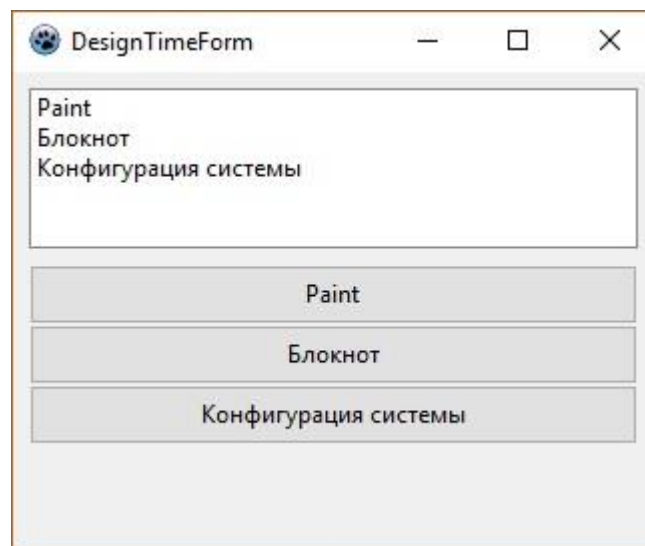 DesignTimeForm
Paint
Блокнот
Конфигурация системы
Paint
Блокнот
Конфигурация системы